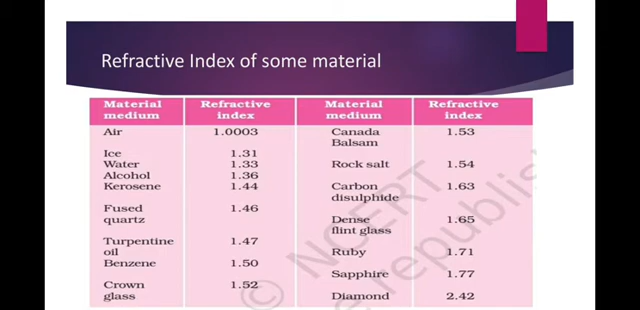 Refractive Index of some material
Material medium Refractive index Material medium Refractive index
Air 1.0003 Canada Balsam 1.53
Ice 1.31
Water 1.33 Rock salt 1.54
Alcohol 1.36
Kerosene 1.44 Carbon disulphide 1.63
Fused quartz 1.46 Dense flint glass 1.65
Turpentine oil 1.47 Ruby 1.71
Benzene 1.50 Sapphire 1.77
Crown glass 1.52 Diamond 2.42
© NCERT
republis